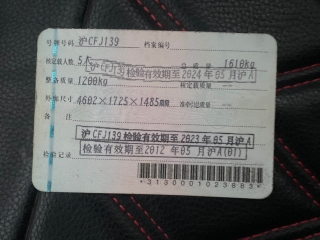 号牌号码 沪CFJ139 档案编号
核定载人数 5人 总质量 1610kg
沪CFJ139 检验有效期至2024年05月沪A
整备质量 1200kg 核定载质量 --
外廓尺寸 4602×1725×1485mm 准牵引总质量 --
备注
沪CFJ139 检验有效期至2023年05月沪A
检验有效期至2012年05月沪A(01)
检验记录